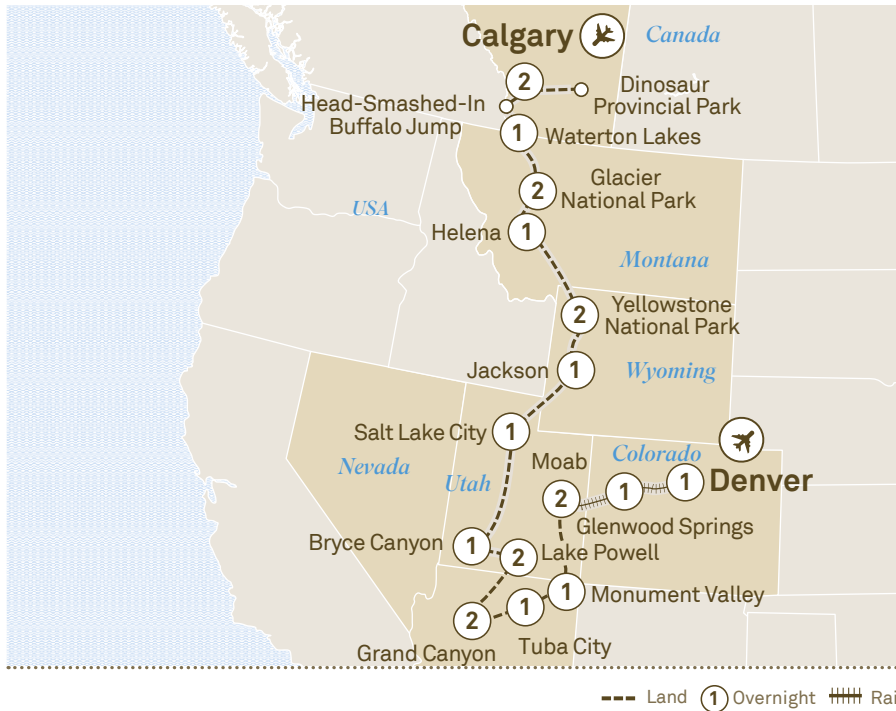 Calgary
Canada
2
Dinosaur
Provincial Park
Head-Smashed-In
Buffalo Jump
1
Waterton Lakes
2
Glacier
National Park
USA
Helena
1
Montana
2
Yellowstone
National Park
Jackson
1
Wyoming
Salt Lake City
1
Nevada
Utah
Moab
Colorado
2
1
1
Denver
Glenwood Springs
Bryce Canyon
1
2
Lake Powell
2
1
1
Monument Valley
Grand Canyon
Tuba City
Land
1
Overnight
Rai